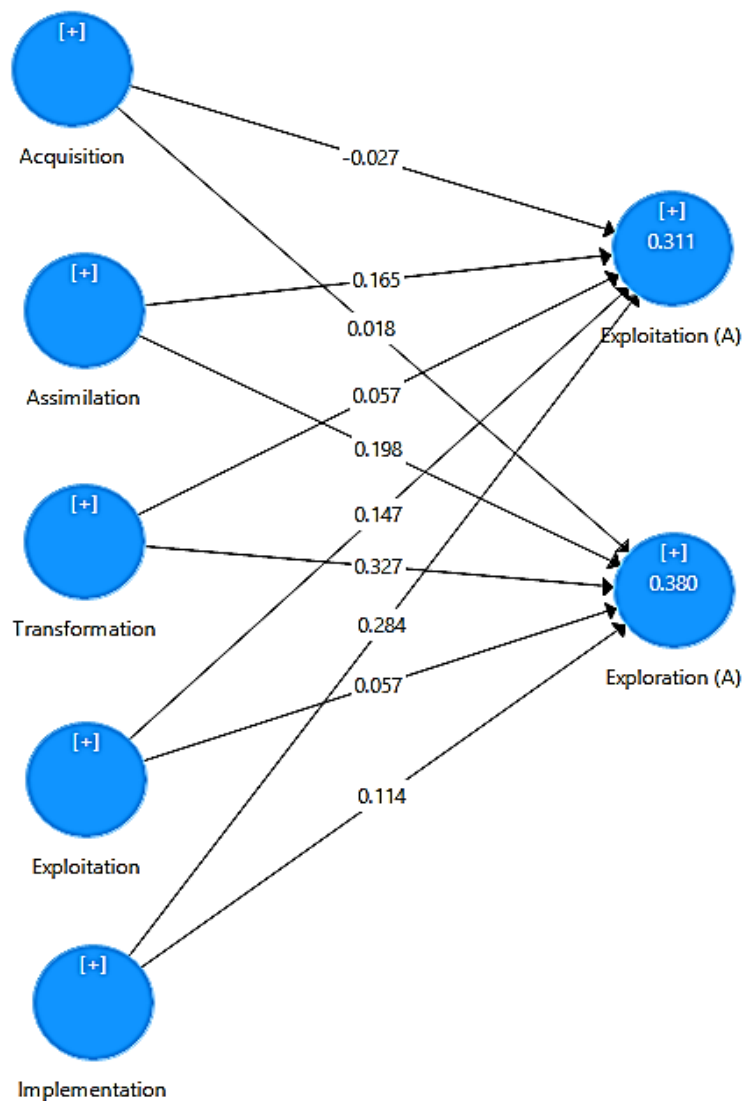 [+]
Acquisition
-0.027
[+]
0.311
Exploitation (A)
[+]
Assimilation
0.165
0.018
0.057
0.198
[+]
Transformation
0.147
0.327
[+]
0.380
Exploration (A)
0.284
0.057
[+]
Exploitation
0.114
[+]
Implementation